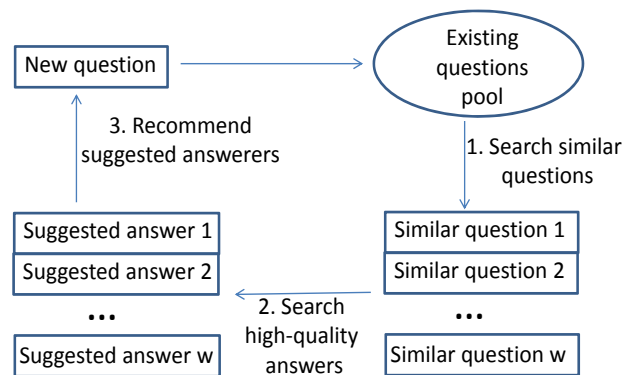 New question
Existing
questions
pool
3. Recommend
suggested answerers
1. Search similar
questions
Suggested answer 1
Suggested answer 2
...
Suggested answer w
2. Search
high-quality
answers
Similar question 1
Similar question 2
...
Similar question w